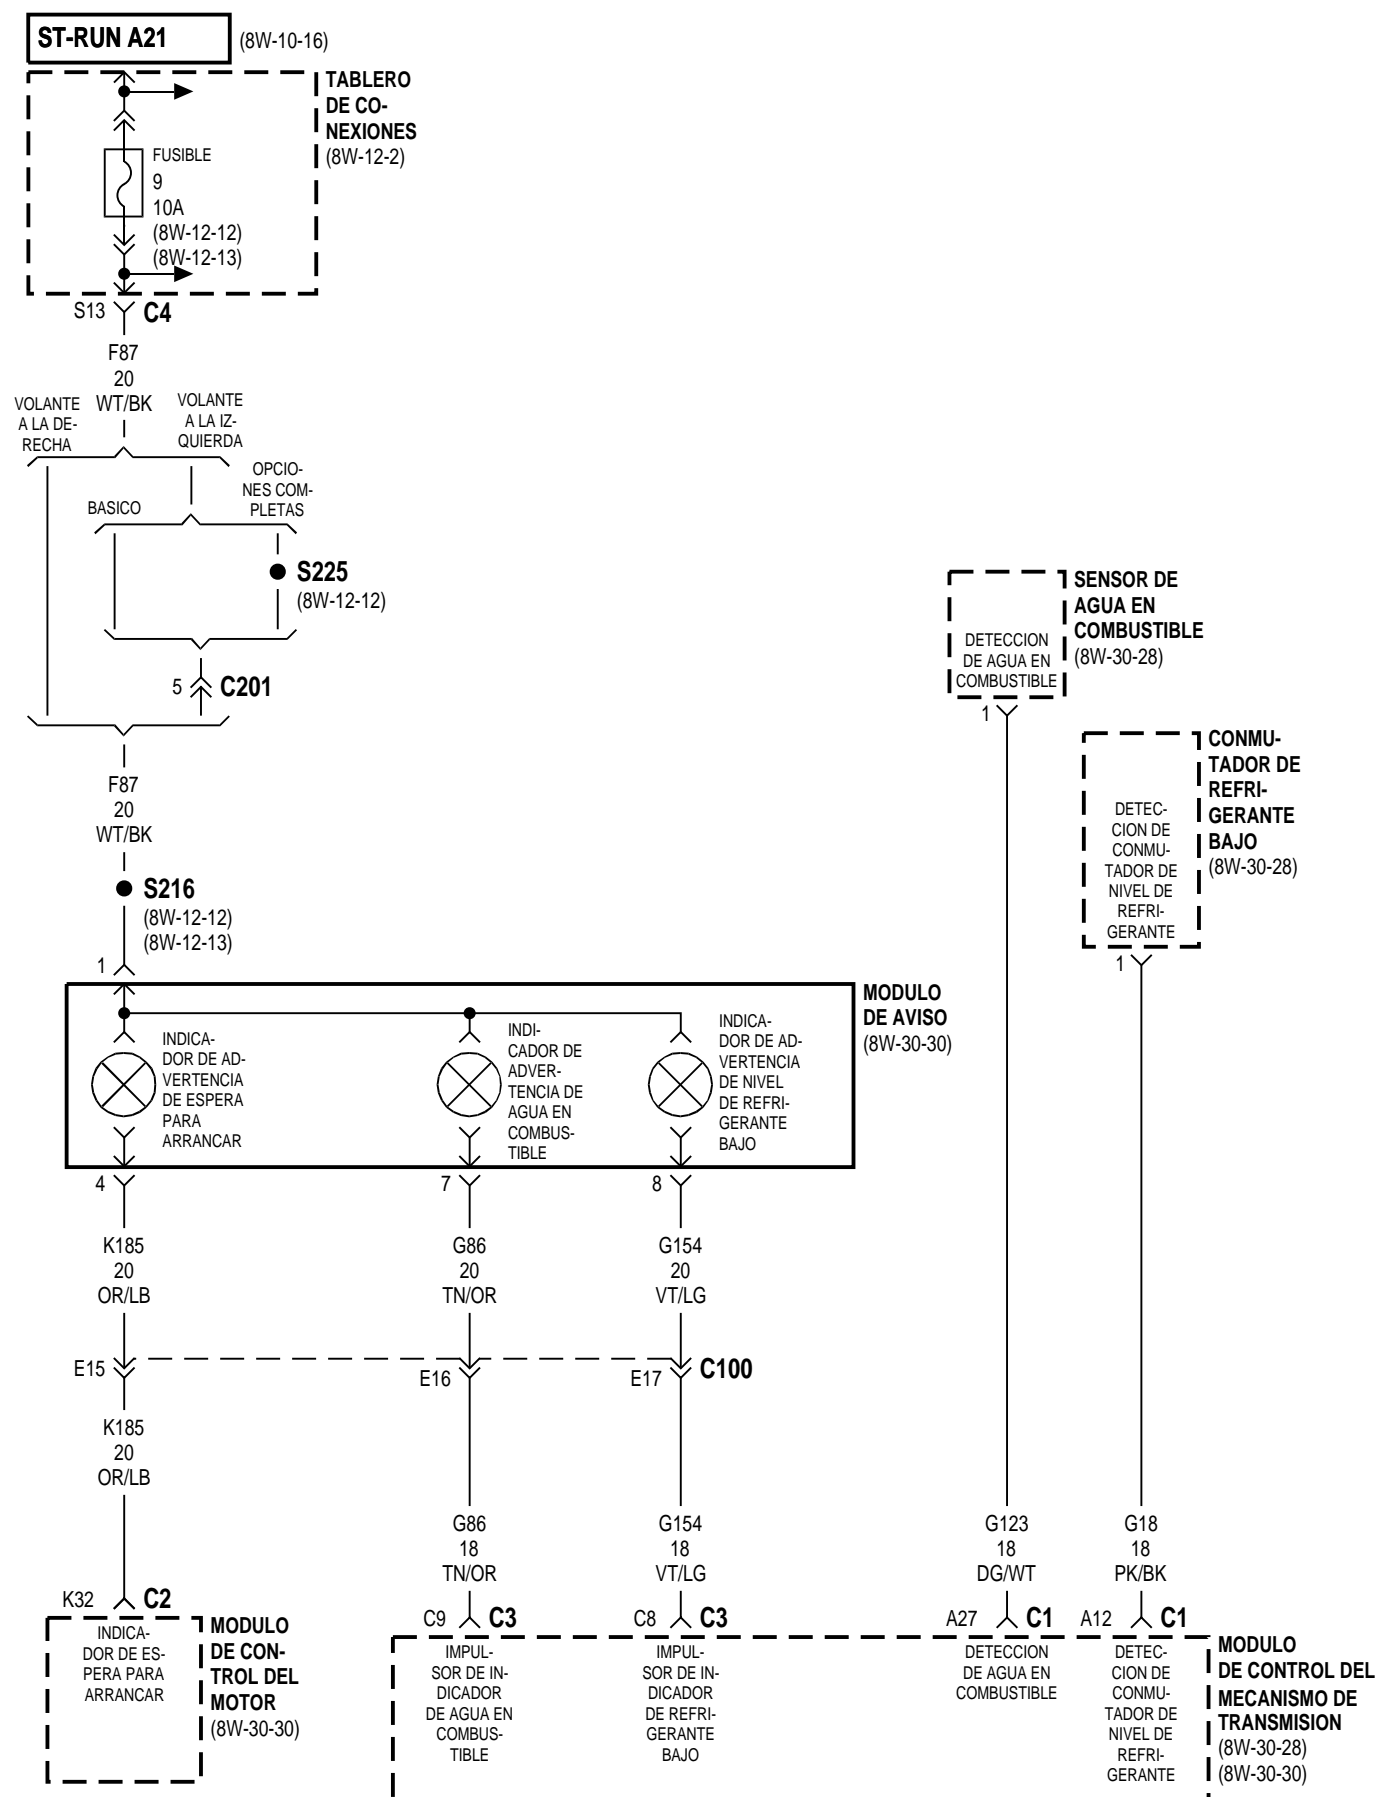 ST-RUN A21
(8W-10-16)
TABLERO
DE CO-
NEXIONES
(8W-12-2)
FUSIBLE
9
10A
(8W-12-12)
(8W-12-13)
S13
C4
F87
20
WT/BK
VOLANTE
A LA DE-
RECHA
VOLANTE
A LA IZ-
QUIERDA
BASICO
OPCIO-
NES COM-
PLETAS
S225
(8W-12-12)
5
C201
F87
20
WT/BK
S216
(8W-12-12)
(8W-12-13)
1
SENSOR DE
AGUA EN
COMBUSTIBLE
(8W-30-28)
DETECCION
DE AGUA EN
COMBUSTIBLE
1
CONMU-
TADOR DE
REFRI-
GERANTE
BAJO
(8W-30-28)
DETEC-
CION DE
CONMU-
TADOR DE
NIVEL DE
REFRI-
GERANTE
1
MODULO
DE AVISO
(8W-30-30)
INDICA-
DOR DE AD-
VERTENCIA
DE ESPERA
PARA
ARRANCAR
INDI-
CADOR DE
ADVER-
TENCIA DE
AGUA EN
COMBUS-
TIBLE
INDICA-
DOR DE AD-
VERTENCIA
DE NIVEL
DE REFRI-
GERANTE
BAJO
4
7
8
K185
20
OR/LB
G86
20
TN/OR
G154
20
VT/LG
E15
E16
E17
C100
K185
20
OR/LB
G86
18
TN/OR
G154
18
VT/LG
G123
18
DG/WT
G18
18
PK/BK
K32
C2
C9
C3
C8
C3
A27
C1
A12
C1
INDICA-
DOR DE ES-
PERA PARA
ARRANCAR
MODULO
DE CON-
TROL DEL
MOTOR
(8W-30-30)
IMPUL-
SOR DE IN-
DICADOR
DE AGUA EN
COMBUS-
TIBLE
IMPUL-
SOR DE IN-
DICADOR
DE REFRI-
GERANTE
BAJO
DETECCION
DE AGUA EN
COMBUSTIBLE
DETEC-
CION DE
CONMU-
TADOR DE
NIVEL DE
REFRI-
GERANTE
MODULO
DE CONTROL DEL
MECANISMO DE
TRANSMISION
(8W-30-28)
(8W-30-30)